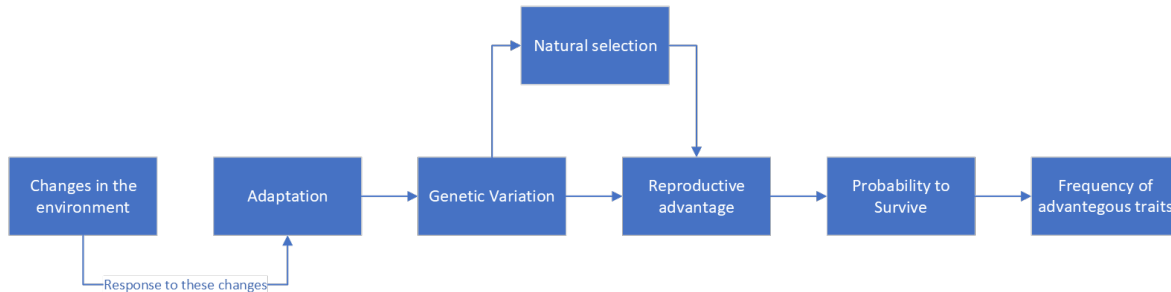 Natural selection
Changes in the
environment
Adaptation
Genetic Variation
Reproductive
advantage
Probability to
Survive
Frequency of
advantegous traits
Response to these changes